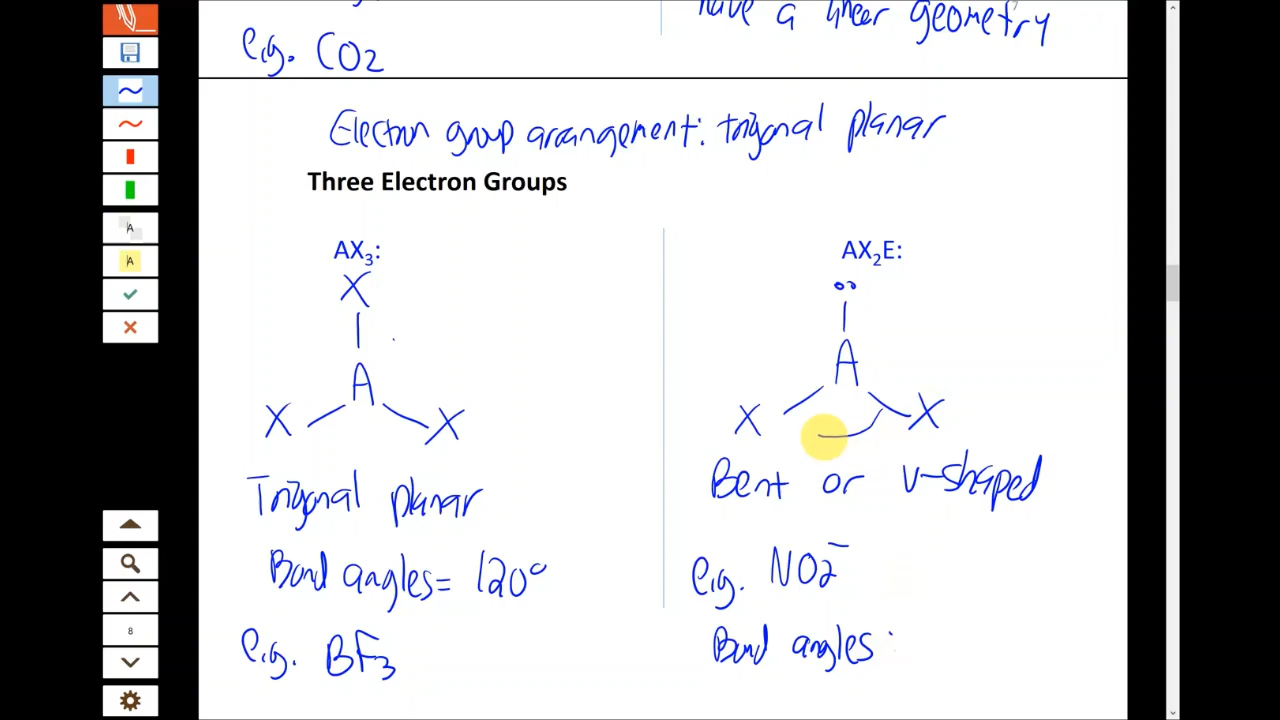 have a linear geometry
e.g. CO2
Electron group arrangement: trigonal planar
Three Electron Groups
AX₃:
X
A
X X
Trigonal planar
Bond angles= 120°
e.g. BF₃
AX₂E:
A
X X
Bent or v-shaped
e.g. NO₂⁻
Bond angles:
A
A
8